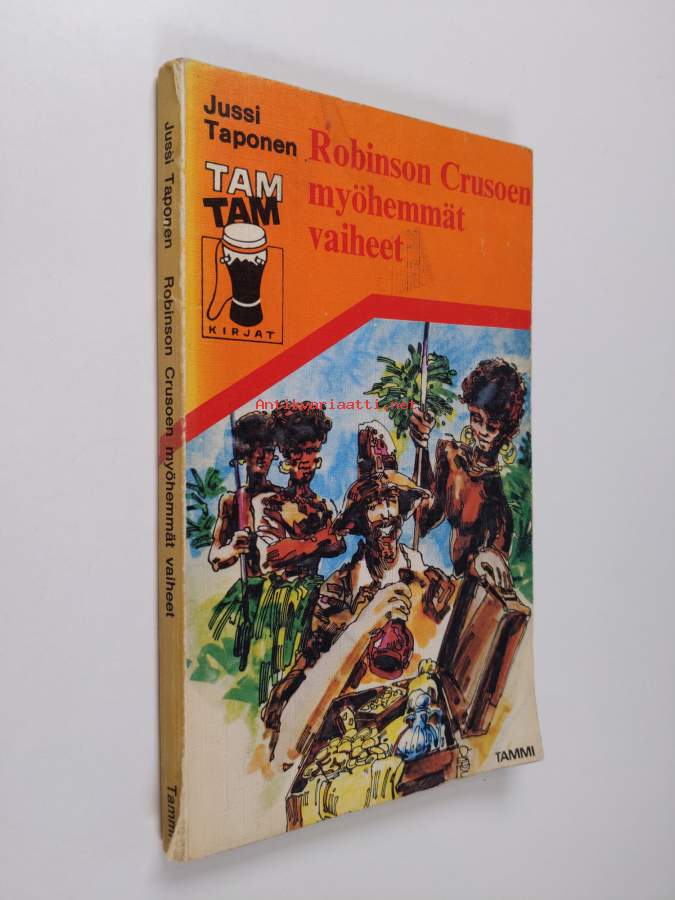 Jussi
Taponen
Robinson Crusoen
myöhemmät
vaiheet
TAM
TAM
KIRJAT
TAMMI
Jussi Taponen Robinson Crusoen myöhemmät vaiheet Tammi
Antikvariaatti.net